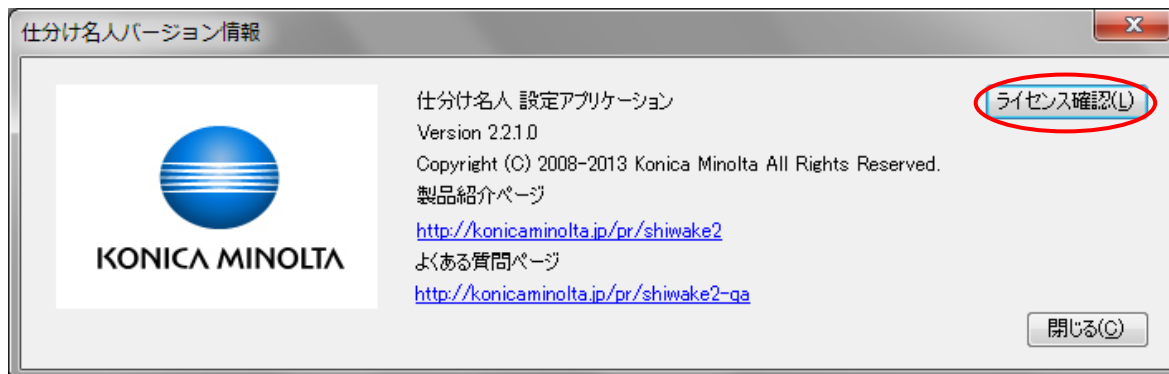 仕分け名人バージョン情報
仕分け名人 設定アプリケーション
ライセンス確認(L)
Version 2.2.1.0
Copyright (C) 2008-2013 Konica Minolta All Rights Reserved.
製品紹介ページ
http://konicaminolta.jp/pr/shiwake2
よくある質問ページ
http://konicaminolta.jp/pr/shiwake2-qa
KONICA MINOLTA
閉じる(C)